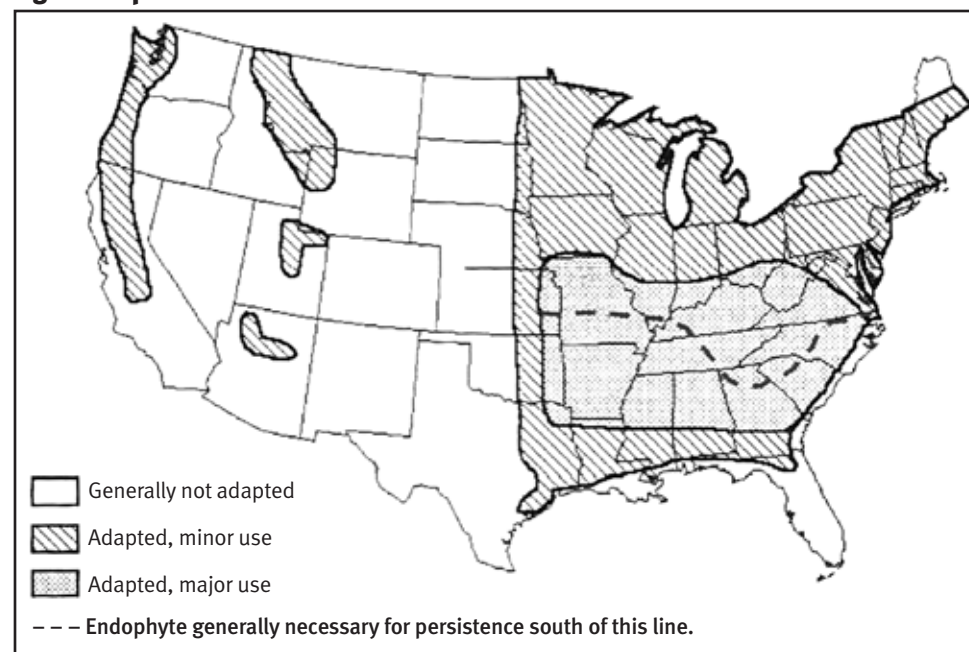 Generally not adapted
Adapted, minor use
Adapted, major use
– – – Endophyte generally necessary for persistence south of this line.